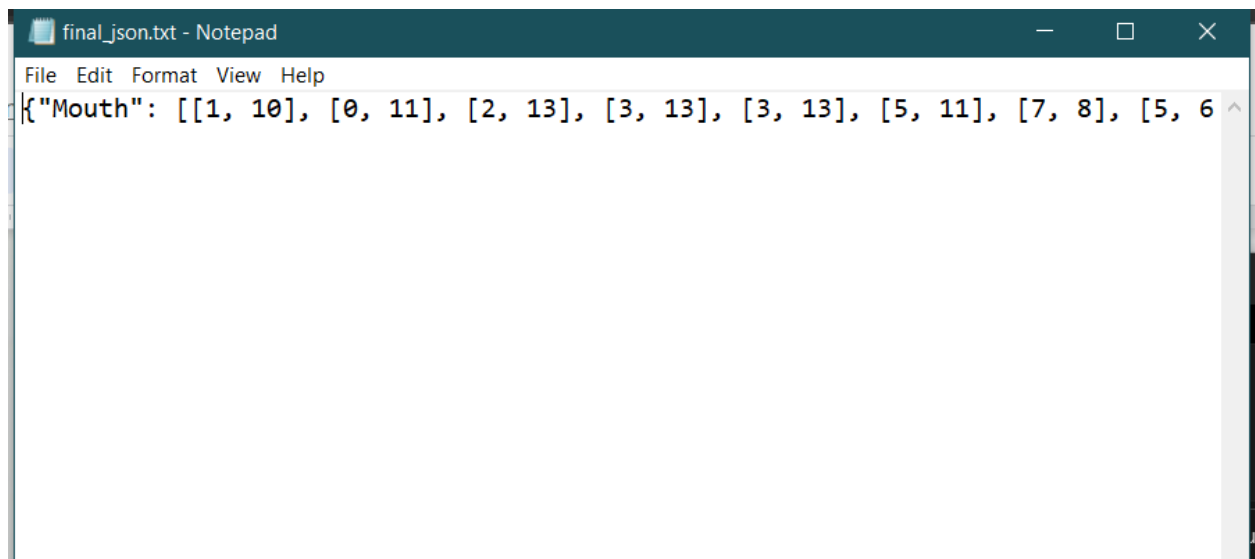 final_json.txt - Notepad
File Edit Format View Help
{"Mouth": [[1, 10], [0, 11], [2, 13], [3, 13], [3, 13], [5, 11], [7, 8], [5, 6